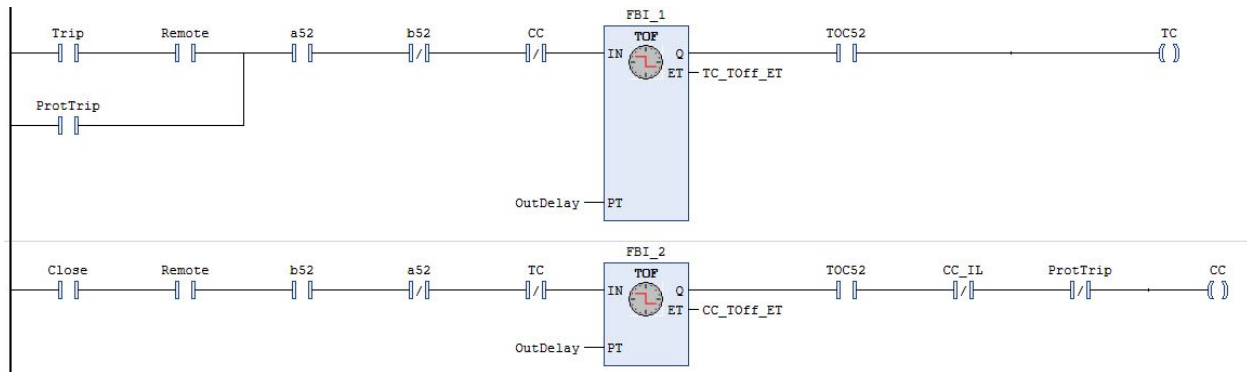 FBI_1
Trip Remote a52 b52 CC TOF TOC52 TC
IN Q
ET TC_TOff_ET
ProtTrip
OutDelay PT
FBI_2
Close Remote b52 a52 TC TOF TOC52 CC_IL ProtTrip CC
IN Q
ET CC_TOff_ET
OutDelay PT